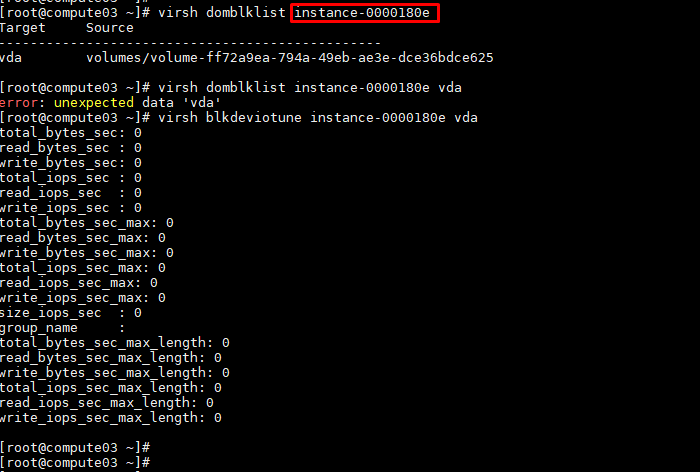 [root@compute03 ~]# virsh domblklist instance-0000180e
Target     Source
------------------------------------------------
vda        volumes/volume-ff72a9ea-794a-49eb-ae3e-dce36bdce625
[root@compute03 ~]# virsh domblklist instance-0000180e vda
error: unexpected data 'vda'
[root@compute03 ~]# virsh blkdeviotune instance-0000180e vda
total_bytes_sec: 0
read_bytes_sec : 0
write_bytes_sec: 0
total_iops_sec : 0
read_iops_sec  : 0
write_iops_sec : 0
total_bytes_sec_max: 0
read_bytes_sec_max: 0
write_bytes_sec_max: 0
total_iops_sec_max: 0
read_iops_sec_max: 0
write_iops_sec_max: 0
size_iops_sec  : 0
group_name     :
total_bytes_sec_max_length: 0
read_bytes_sec_max_length: 0
write_bytes_sec_max_length: 0
total_iops_sec_max_length: 0
read_iops_sec_max_length: 0
write_iops_sec_max_length: 0
[root@compute03 ~]#
[root@compute03 ~]#